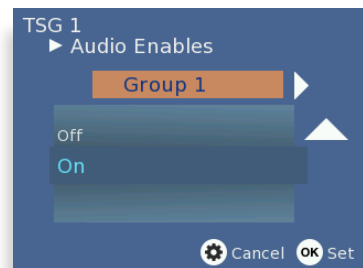 TSG 1
Audio Enables
Group 1
Off
On
Cancel OK Set